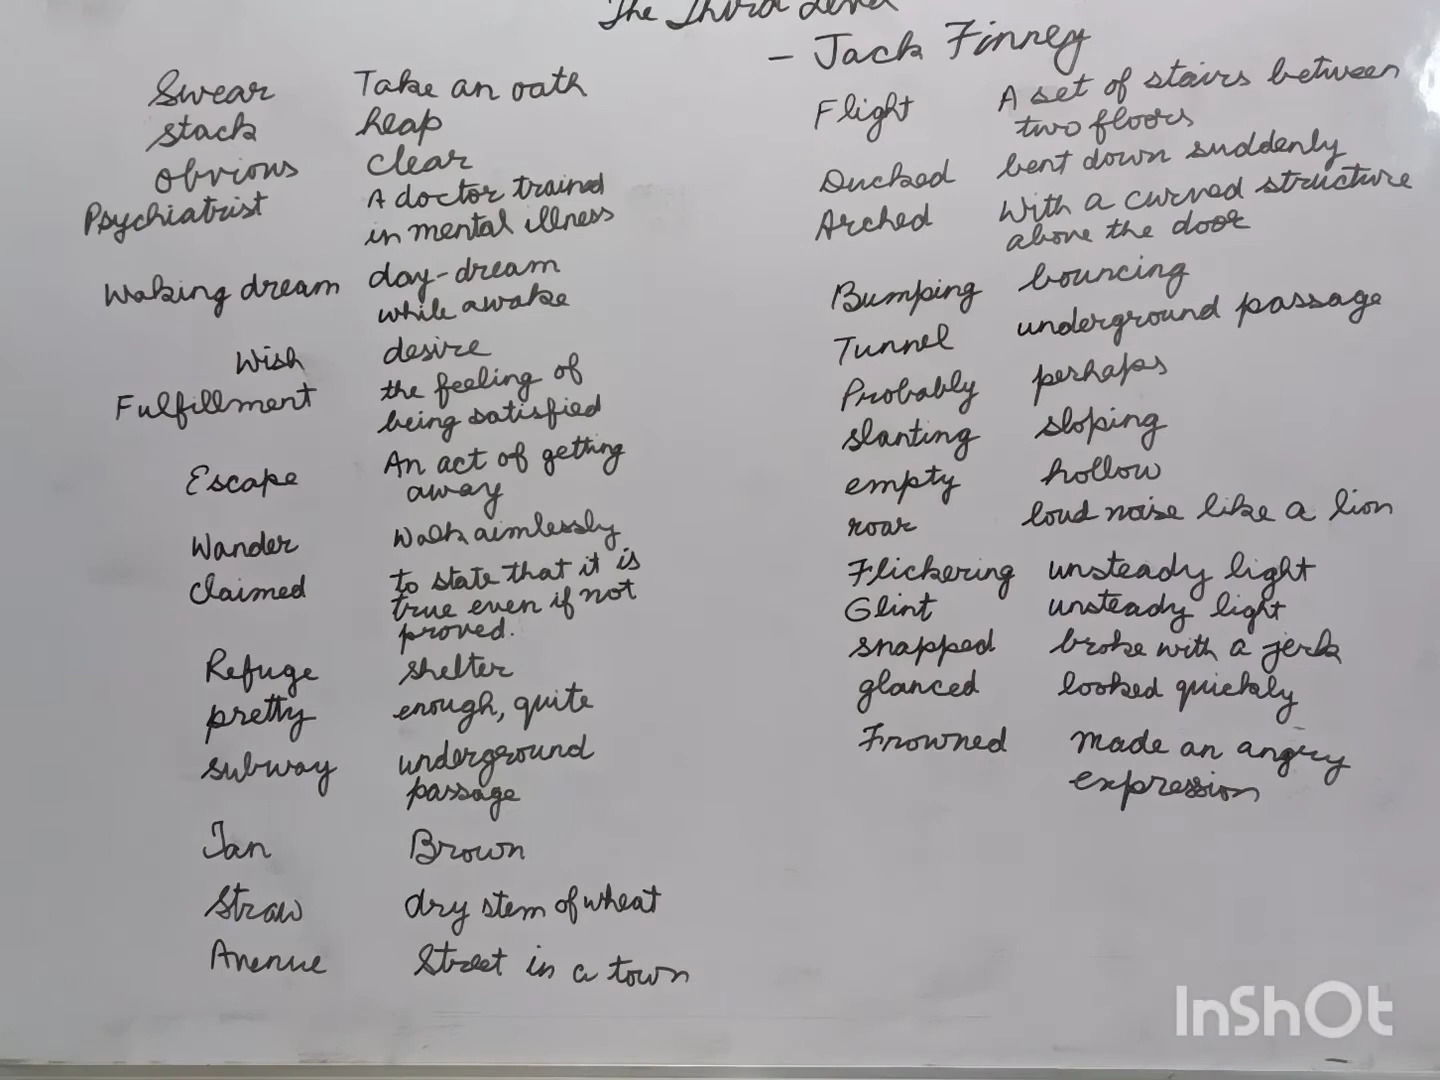 The Third Level
- Jack Finney
Swear Take an oath
stack heap
obvious clear
Psychiatrist A doctor trained
in mental illness
Waking dream day-dream
while awake
Wish desire
Fulfillment the feeling of
being satisfied
Escape An act of getting
away
Wander Walk aimlessly
claimed to state that it is
true even if not
proved.
Refuge shelter
pretty enough, quite
subway underground
passage
Tan Brown
Straw dry stem of wheat
Avenue Street in a town
Flight A set of stairs between
two floors
Ducked bent down suddenly
Arched With a curved structure
above the door
Bumping bouncing
Tunnel underground passage
Probably perhaps
slanting sloping
empty hollow
roar loud noise like a lion
Flickering unsteady light
Glint unsteady light
snapped broke with a jerk
glanced looked quickly
Frowned made an angry
expression
InShOt